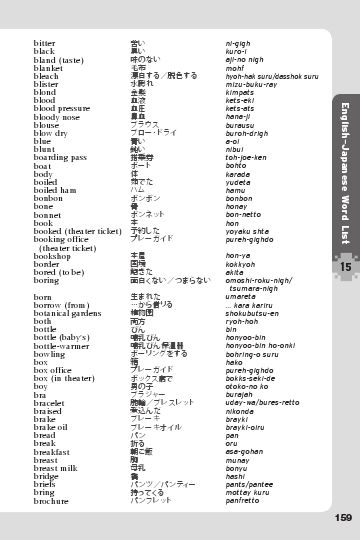 bitter 苦い ni-gigh
black 黒い kuro-i
bland (taste) 味のない aji-no nigh
blanket 毛布 mohf
bleach 漂白する／脱色する hyoh-hak suru/dasshok suru
blister 水膨れ mizu-buku-ray
blond 金髪 kimpats
blood 血液 kets-eki
blood pressure 血圧 kets-ats
bloody nose 鼻血 hana-ji
blouse ブラウス burausu
blow dry ブロー・ドライ buroh-drigh
blue 青い a-oi
blunt 鈍い nibui
boarding pass 搭乗券 toh-joe-ken
boat ボート bohto
body 体 karada
boiled 茹でた yudeta
boiled ham ハム hamu
bonbon ボンボン bonbon
bone 骨 honay
bonnet ボンネット bon-netto
book 本 hon
booked (theater ticket) 予約した yoyaku shta
booking office プレーガイド pureh-gighdo
(theater ticket)
bookshop 本屋 hon-ya
border 国境 kokkyoh
bored (to be) 飽きた akita
boring 面白くない／つまらない omoshi-roku-nigh/
tsumara-nigh
born 生まれた umareta
borrow (from) …から借りる ... kara kariru
botanical gardens 植物園 shokubutsu-en
both 両方 ryoh-hoh
bottle びん bin
bottle (baby's) 哺乳びん honyoo-bin
bottle-warmer 哺乳びん保温器 honyoo-bin ho-onki
bowling ボーリングをする bohring-o suru
box 箱 hako
box office プレーガイド pureh-gighdo
box (in theater) ボックス席で bokks-seki-de
boy 男の子 otoko-no ko
bra ブラジャー burajah
bracelet 腕輪／ブレスレット uday-wa/bures-retto
braised 煮込んだ nikonda
brake ブレーキ brayki
brake oil ブレーキオイル brayki-oiru
bread パン pan
break 折る oru
breakfast 朝ご飯 asa-gohan
breast 胸 munay
breast milk 母乳 bonyu
bridge 橋 hashi
briefs パンツ／パンティー pants/pantee
bring 持ってくる mottay kuru
brochure パンフレット panfretto
English–Japanese Word List
15
159